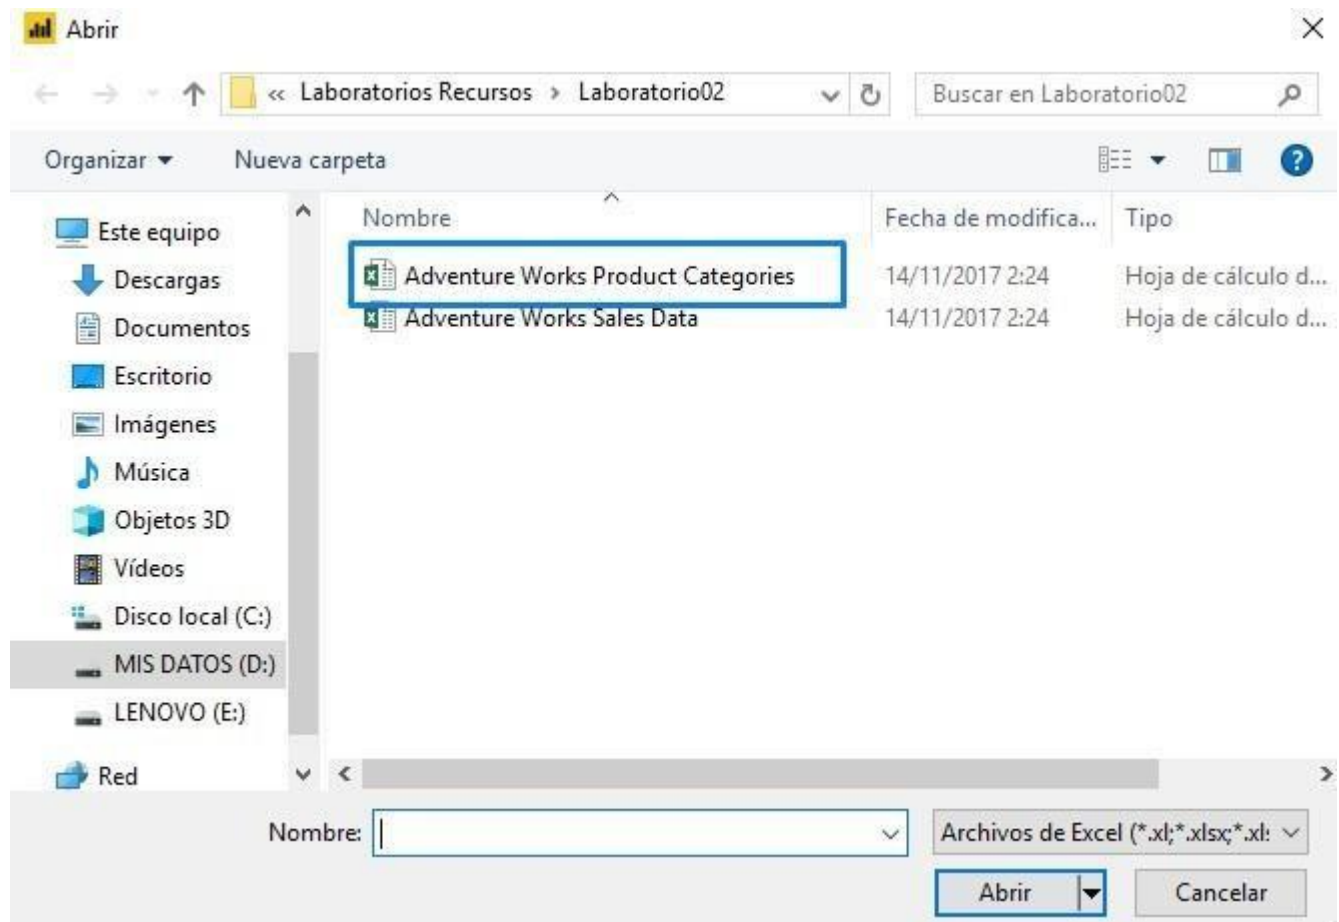 Abrir
« Laboratorios Recursos > Laboratorio02
Buscar en Laboratorio02
Organizar
Nueva carpeta
Nombre
Fecha de modifica...
Tipo
Adventure Works Product Categories 14/11/2017 2:24 Hoja de cálculo d...
Adventure Works Sales Data 14/11/2017 2:24 Hoja de cálculo d...
Este equipo
Descargas
Documentos
Escritorio
Imágenes
Música
Objetos 3D
Vídeos
Disco local (C:)
MIS DATOS (D:)
LENOVO (E:)
Red
Nombre:
Archivos de Excel (*.xl;*.xlsx;*.xl
Abrir
Cancelar